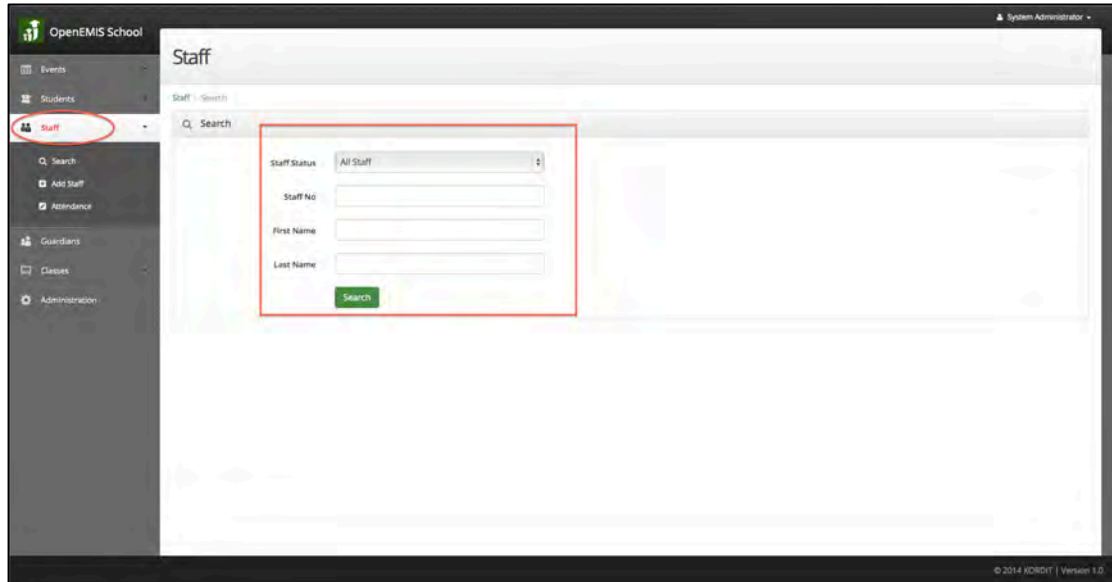 System Administrator
OpenEMIS School
Staff
Events
Students
Staff
Search
Add Staff
Attendance
Guardians
Classes
Administration
Staff Search
Search
Staff Status All Staff
Staff No
First Name
Last Name
Search
© 2014 KORDIT | Version 1.0